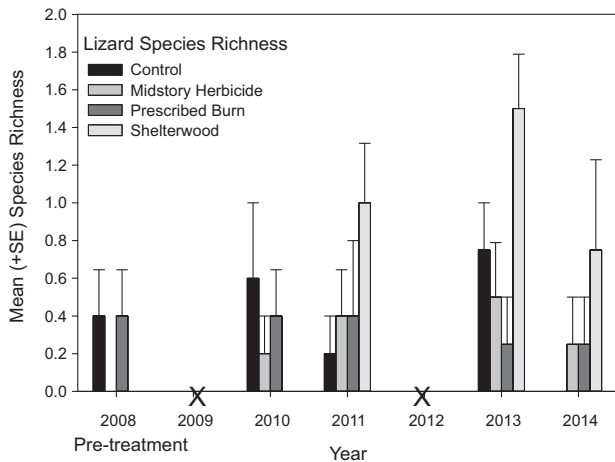 Lizard Species Richness
Control
Midstory Herbicide
Prescribed Burn
Shelterwood
Mean (+SE) Species Richness
2.0
1.8
1.6
1.4
1.2
1.0
0.8
0.6
0.4
0.2
0.0
X X
2008 2009 2010 2011 2012 2013 2014
Pre-treatment Year